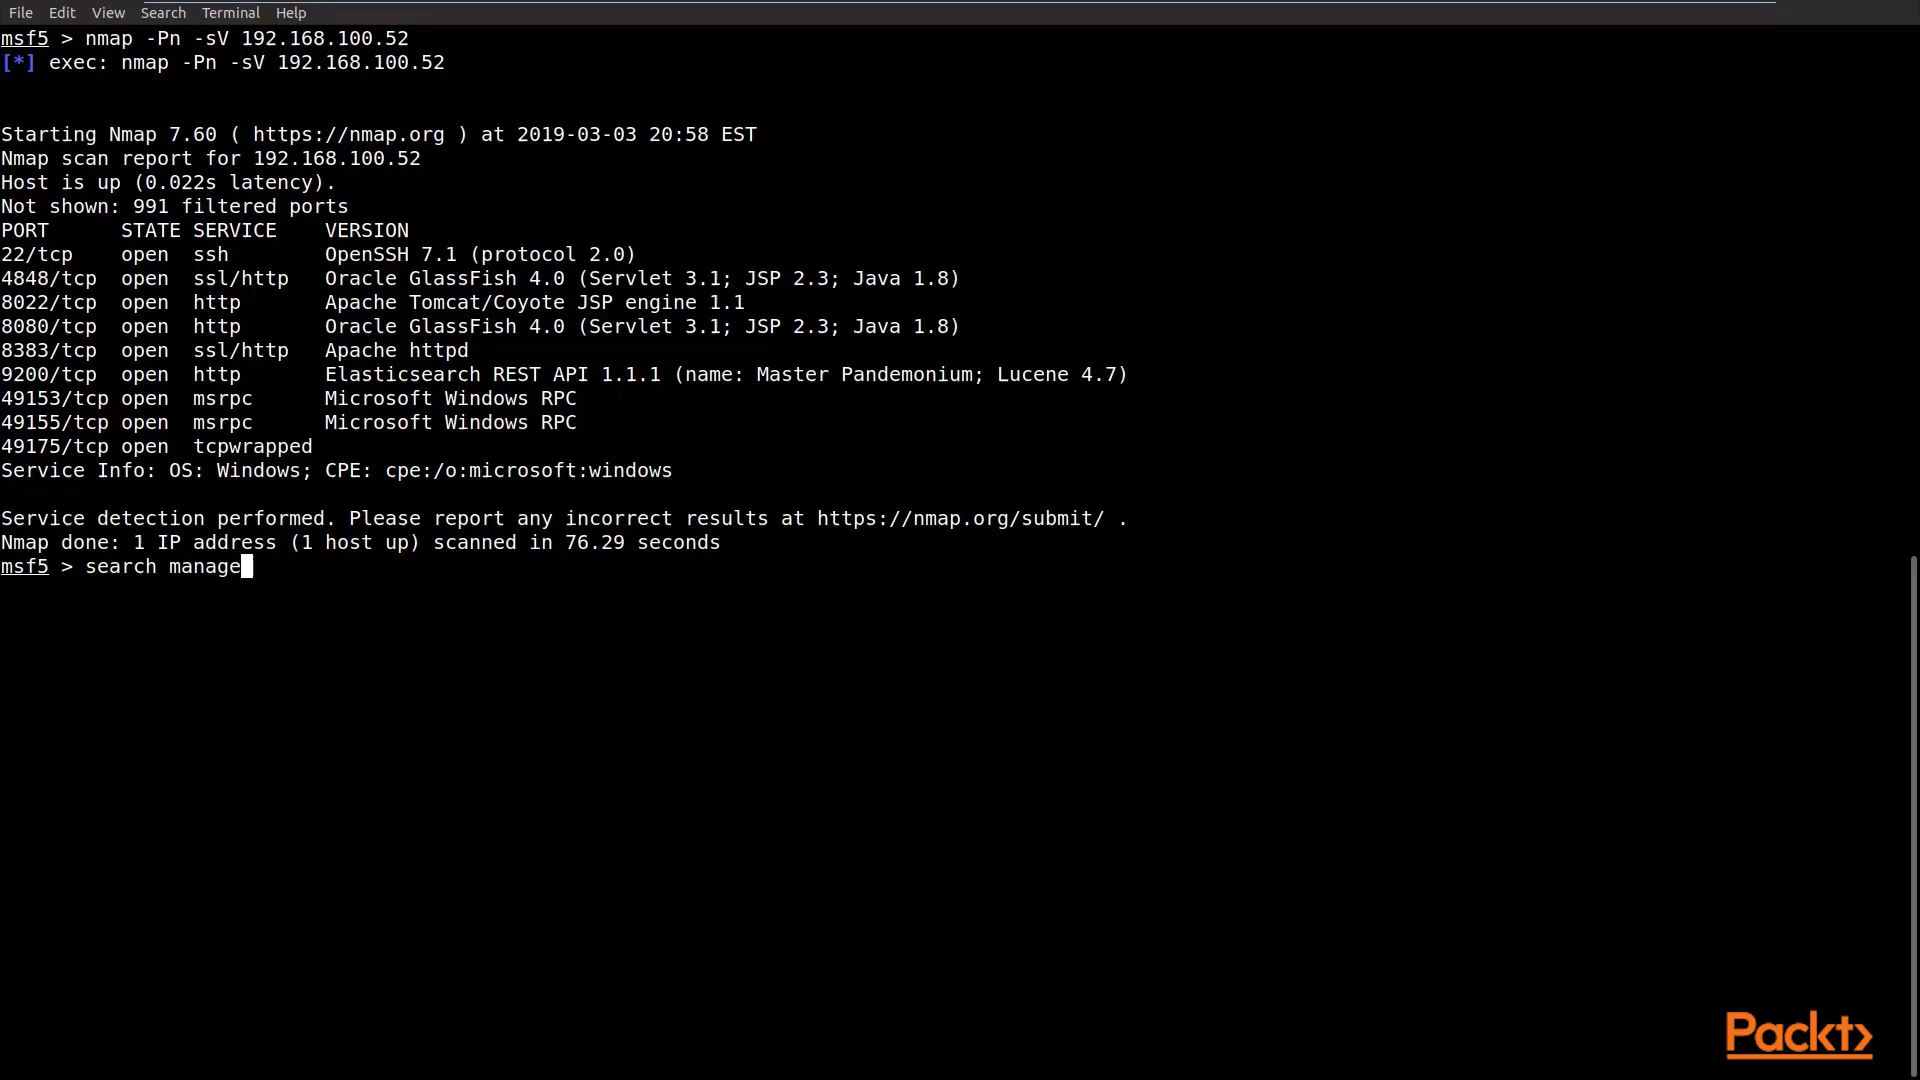 File Edit View Search Terminal Help
msf5 > nmap -Pn -sV 192.168.100.52
[*] exec: nmap -Pn -sV 192.168.100.52
Starting Nmap 7.60 ( https://nmap.org ) at 2019-03-03 20:58 EST
Nmap scan report for 192.168.100.52
Host is up (0.022s latency).
Not shown: 991 filtered ports
PORT      STATE SERVICE    VERSION
22/tcp    open  ssh        OpenSSH 7.1 (protocol 2.0)
4848/tcp  open  ssl/http   Oracle GlassFish 4.0 (Servlet 3.1; JSP 2.3; Java 1.8)
8022/tcp  open  http       Apache Tomcat/Coyote JSP engine 1.1
8080/tcp  open  http       Oracle GlassFish 4.0 (Servlet 3.1; JSP 2.3; Java 1.8)
8383/tcp  open  ssl/http   Apache httpd
9200/tcp  open  http       Elasticsearch REST API 1.1.1 (name: Master Pandemonium; Lucene 4.7)
49153/tcp open  msrpc      Microsoft Windows RPC
49155/tcp open  msrpc      Microsoft Windows RPC
49175/tcp open  tcpwrapped
Service Info: OS: Windows; CPE: cpe:/o:microsoft:windows
Service detection performed. Please report any incorrect results at https://nmap.org/submit/ .
Nmap done: 1 IP address (1 host up) scanned in 76.29 seconds
msf5 > search manage
Packt>